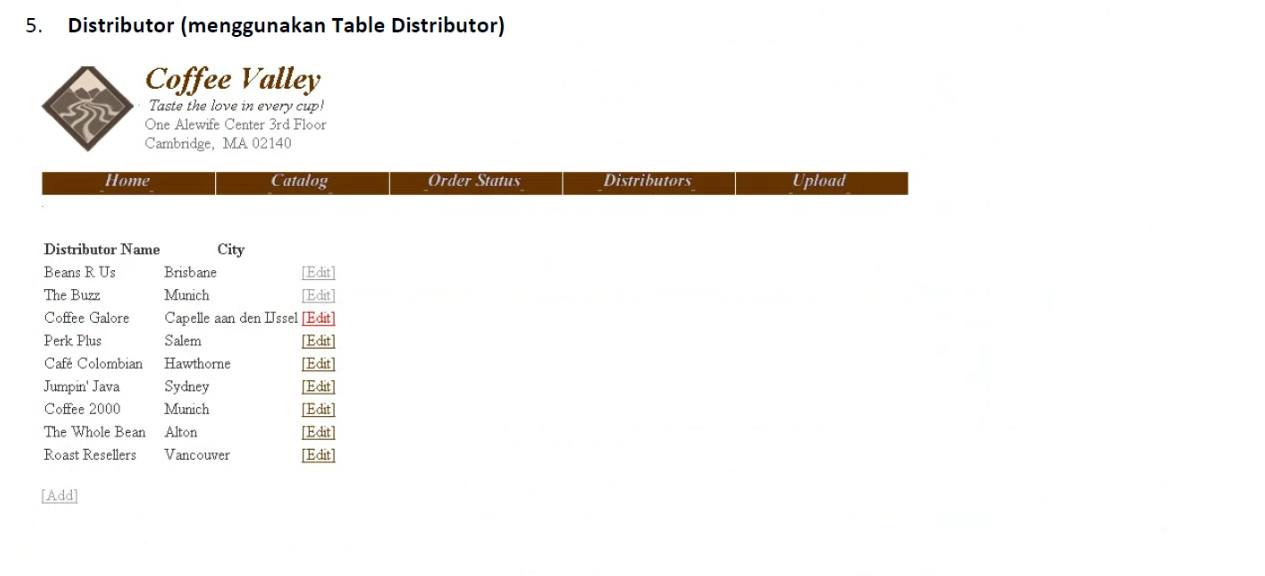 5. Distributor (menggunakan Table Distributor)
Coffee Valley
Taste the love in every cup!
One Alewife Center 3rd Floor
Cambridge, MA 02140
Home Catalog Order Status Distributors Upload
Distributor Name City
Beans R Us Brisbane [Edit]
The Buzz Munich [Edit]
Coffee Galore Capelle aan den IJssel [Edit]
Perk Plus Salem [Edit]
Café Colombian Hawthorne [Edit]
Jumpin' Java Sydney [Edit]
Coffee 2000 Munich [Edit]
The Whole Bean Alton [Edit]
Roast Resellers Vancouver [Edit]
[Add]